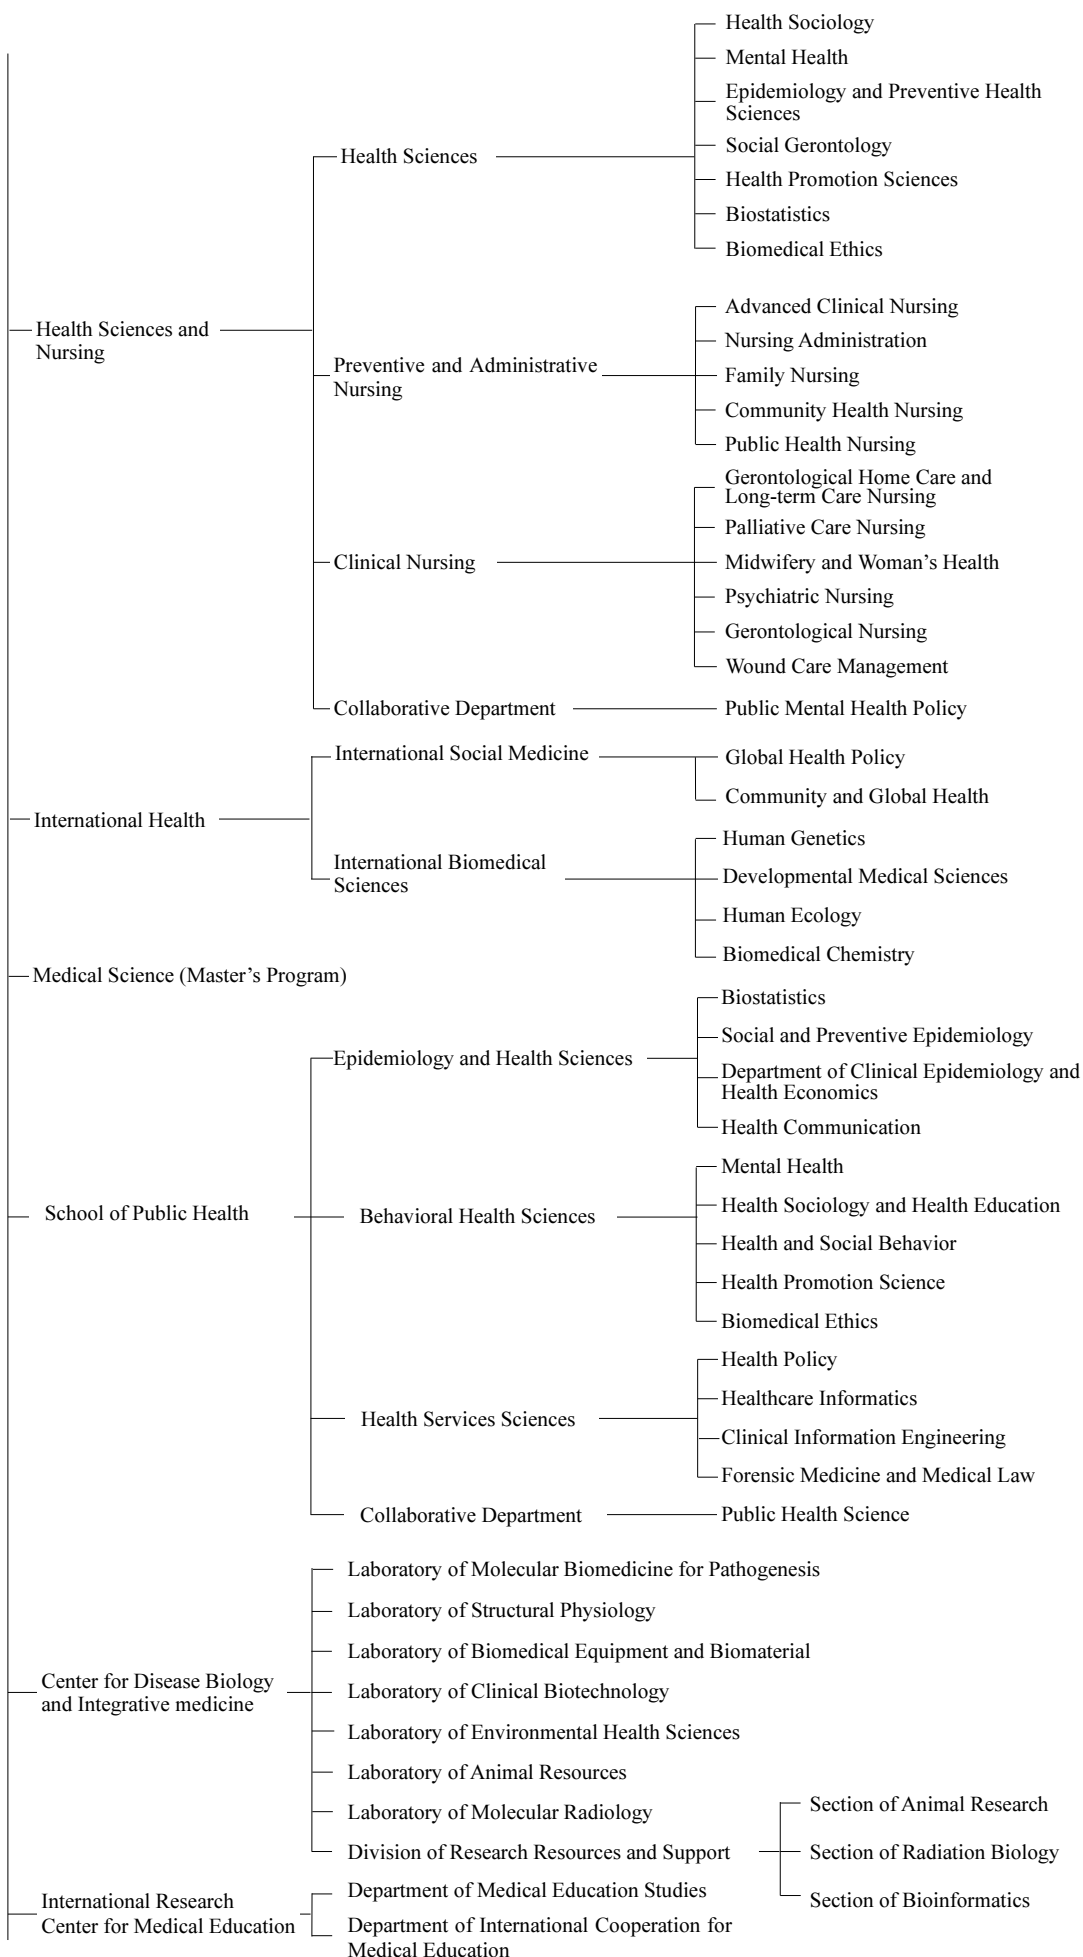 Health Sociology
Mental Health
Epidemiology and Preventive Health
Sciences
Social Gerontology
Health Sciences
Health Promotion Sciences
Biostatistics
Biomedical Ethics
Advanced Clinical Nursing
Health Sciences and
Nursing
Nursing Administration
Preventive and Administrative
Nursing
Family Nursing
Community Health Nursing
Public Health Nursing
Gerontological Home Care and
Long-term Care Nursing
Palliative Care Nursing
Clinical Nursing
Midwifery and Woman's Health
Psychiatric Nursing
Gerontological Nursing
Wound Care Management
Collaborative Department
Public Mental Health Policy
International Social Medicine
Global Health Policy
Community and Global Health
International Health
Human Genetics
International Biomedical
Sciences
Developmental Medical Sciences
Human Ecology
Biomedical Chemistry
Medical Science (Master's Program)
Biostatistics
Social and Preventive Epidemiology
Epidemiology and Health Sciences
Department of Clinical Epidemiology and
Health Economics
Health Communication
Mental Health
Health Sociology and Health Education
School of Public Health
Behavioral Health Sciences
Health and Social Behavior
Health Promotion Science
Biomedical Ethics
Health Policy
Healthcare Informatics
Health Services Sciences
Clinical Information Engineering
Forensic Medicine and Medical Law
Collaborative Department
Public Health Science
Laboratory of Molecular Biomedicine for Pathogenesis
Laboratory of Structural Physiology
Laboratory of Biomedical Equipment and Biomaterial
Center for Disease Biology
and Integrative medicine
Laboratory of Clinical Biotechnology
Laboratory of Environmental Health Sciences
Laboratory of Animal Resources
Laboratory of Molecular Radiology
Division of Research Resources and Support
Section of Animal Research
Section of Radiation Biology
Section of Bioinformatics
International Research
Center for Medical Education
Department of Medical Education Studies
Department of International Cooperation for
Medical Education